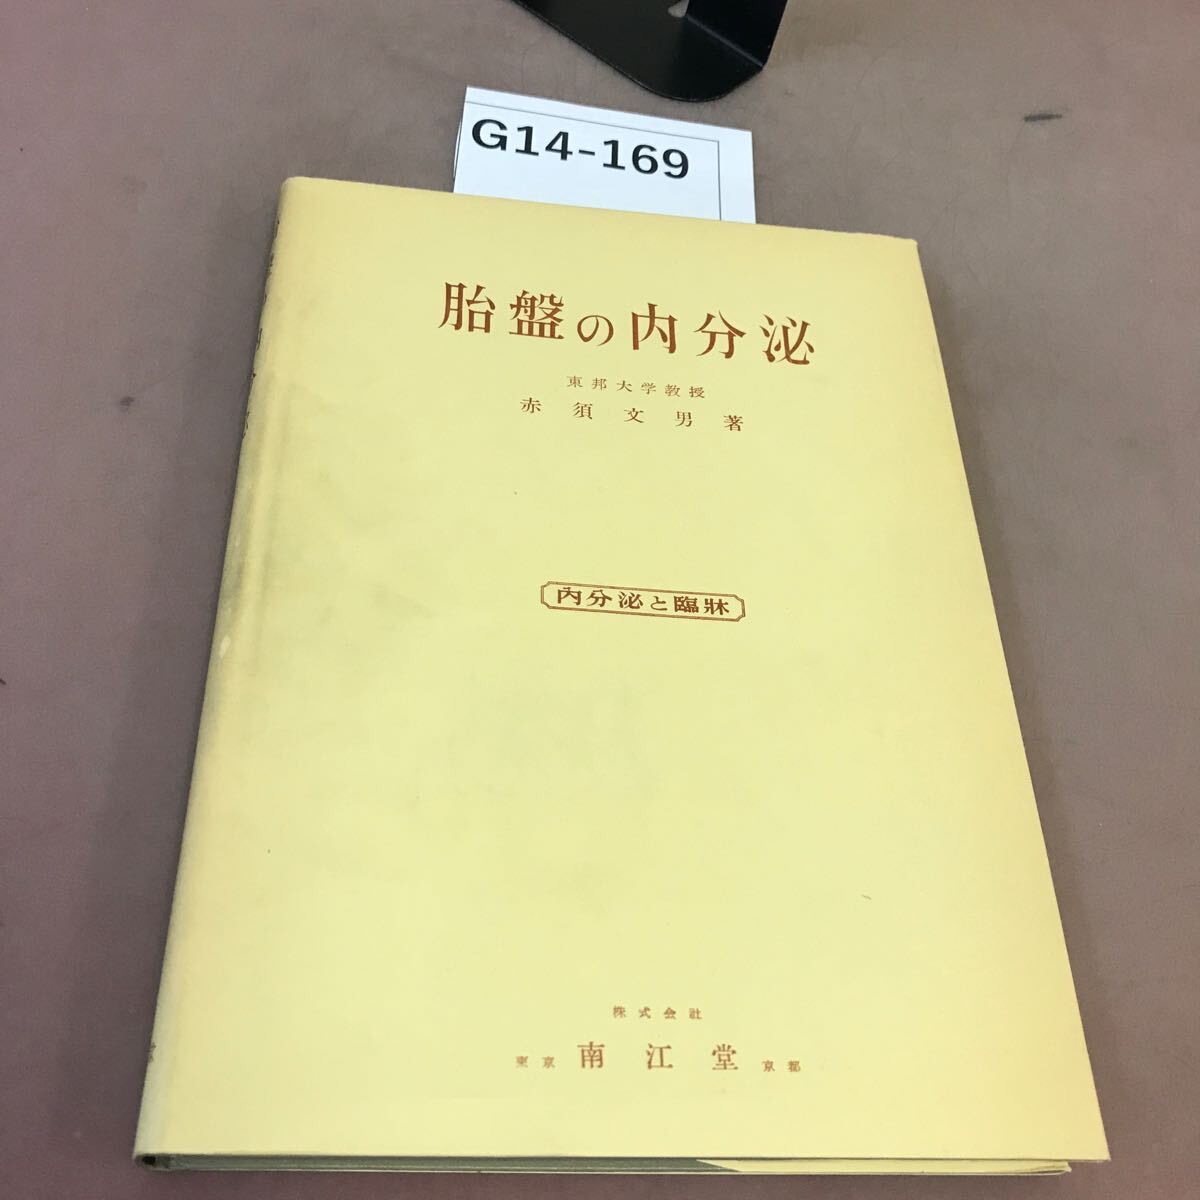 G14-169
胎盤の内分泌
東邦大学教授
赤須文男著
内分泌と臨牀
株式会社
東京 南江堂 京都